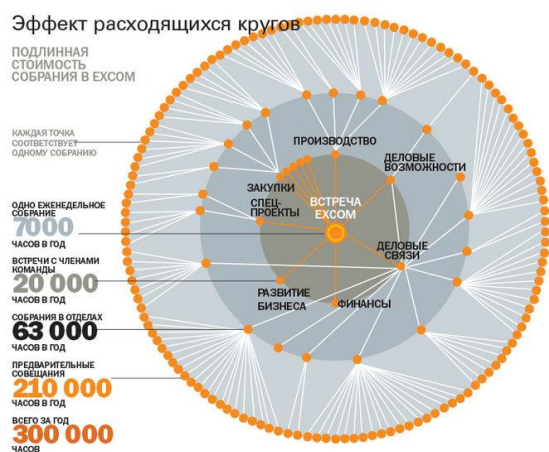 Эффект расходящихся кругов
ПОДЛИННАЯ
СТОИМОСТЬ
СОБРАНИЯ В EXCOM
КАЖДАЯ ТОЧКА
СООТВЕТСТВУЕТ
ОДНОМУ СОБРАНИЮ
ПРОИЗВОДСТВО
ДЕЛОВЫЕ
ВОЗМОЖНОСТИ
ЗАКУПКИ
СПЕЦ-
ПРОЕКТЫ
ВСТРЕЧА
EXCOM
ДЕЛОВЫЕ
СВЯЗИ
РАЗВИТИЕ
БИЗНЕСА
ФИНАНСЫ
ОДНО ЕЖЕНЕДЕЛЬНОЕ
СОБРАНИЕ
7000
ЧАСОВ В ГОД
ВСТРЕЧИ С ЧЛЕНАМИ
КОМАНДЫ
20 000
ЧАСОВ В ГОД
СОБРАНИЯ В ОТДЕЛАХ
63 000
ЧАСОВ В ГОД
ПРЕДВАРИТЕЛЬНЫЕ
СОВЕЩАНИЯ
210 000
ЧАСОВ В ГОД
ВСЕГО ЗА ГОД
300 000
ЧАСОВ